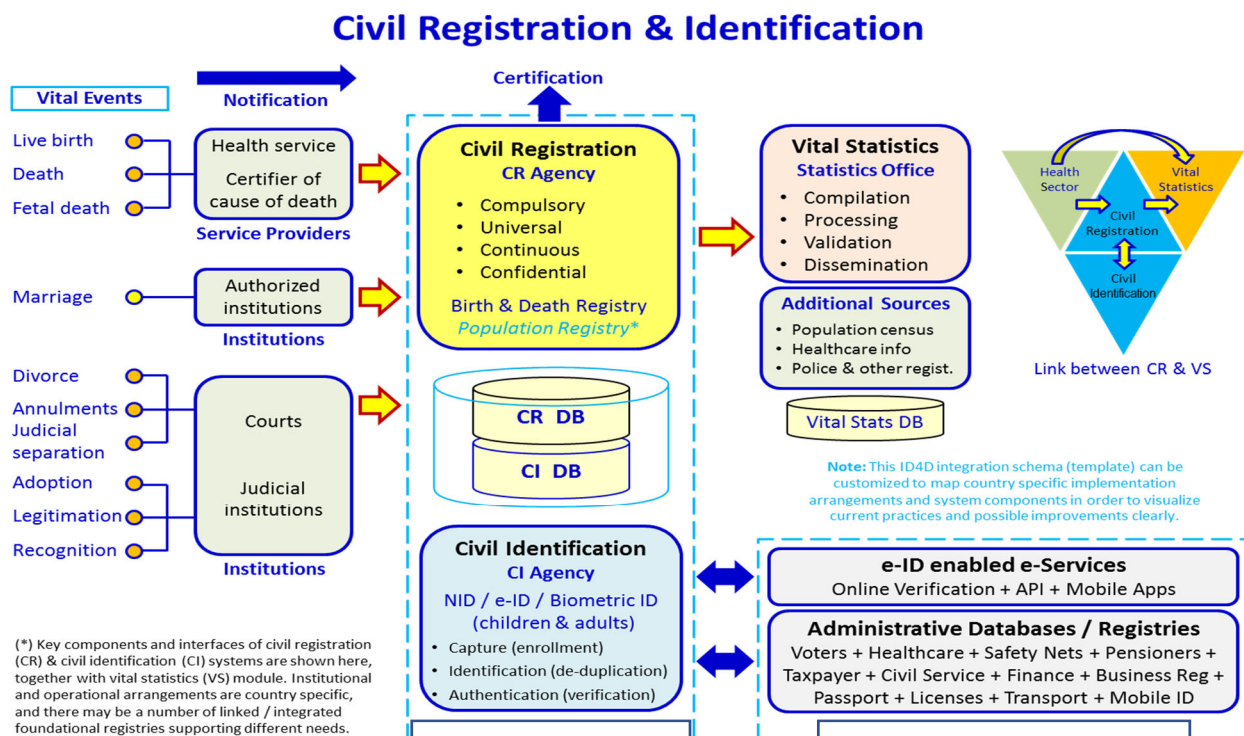 Civil Registration & Identification
Vital Events
Notification
Certification
Live birth
Death
Fetal death
Health service
Certifier of
cause of death
Service Providers
Marriage
Authorized
institutions
Institutions
Divorce
Annulments
Judicial
separation
Adoption
Legitimation
Recognition
Courts
Judicial
institutions
Institutions
(*) Key components and interfaces of civil registration
(CR) & civil identification (CI) systems are shown here,
together with vital statistics (VS) module. Institutional
and operational arrangements are country specific,
and there may be a number of linked / integrated
foundational registries supporting different needs.
Civil Registration
CR Agency
• Compulsory
• Universal
• Continuous
• Confidential
Birth & Death Registry
Population Registry*
CR DB
CI DB
Civil Identification
CI Agency
NID / e-ID / Biometric ID
(children & adults)
• Capture (enrollment)
• Identification (de-duplication)
• Authentication (verification)
Vital Statistics
Statistics Office
• Compilation
• Processing
• Validation
• Dissemination
Additional Sources
• Population census
• Healthcare info
• Police & other regist.
Vital Stats DB
Health
Sector
Vital
Statistics
Civil
Registration
Civil
Identification
Link between CR & VS
Note: This ID4D integration schema (template) can be
customized to map country specific implementation
arrangements and system components in order to visualize
current practices and possible improvements clearly.
e-ID enabled e-Services
Online Verification + API + Mobile Apps
Administrative Databases / Registries
Voters + Healthcare + Safety Nets + Pensioners +
Taxpayer + Civil Service + Finance + Business Reg +
Passport + Licenses + Transport + Mobile ID